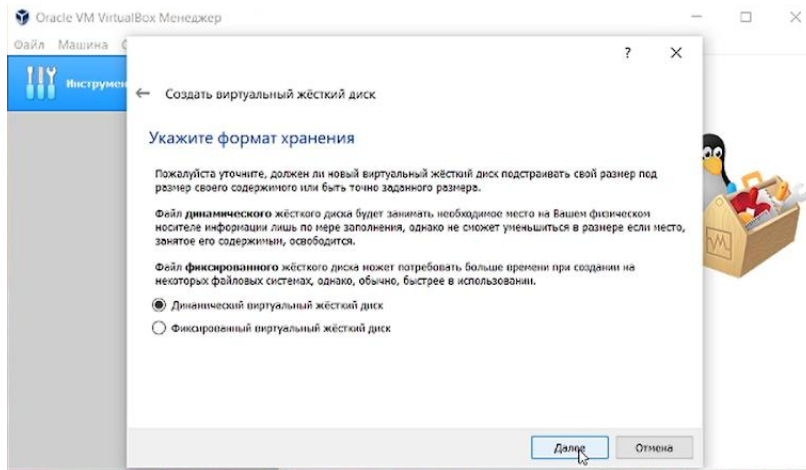 Oracle VM VirtualBox Менеджер
Файл Машина С
Инструмен
?
Создать виртуальный жёсткий диск
Укажите формат хранения
Пожалуйста уточните, должен ли новый виртуальный жёсткий диск подстраивать свой размер под
размер своего содержимого или быть точно заданного размера.
Файл динамического жёсткого диска будет занимать необходимое место на Вашем физическом
носителе информации лишь по мере заполнения, однако не сможет уменьшиться в размере если место,
занятое его содержимым, освободится.
Файл фиксированного жёсткого диска может потребовать больше времени при создании на
некоторых файловых системах, однако, обычно, быстрее в использовании.
Динамический виртуальный жёсткий диск
Фиксированный виртуальный жёсткий диск
Далее Отмена